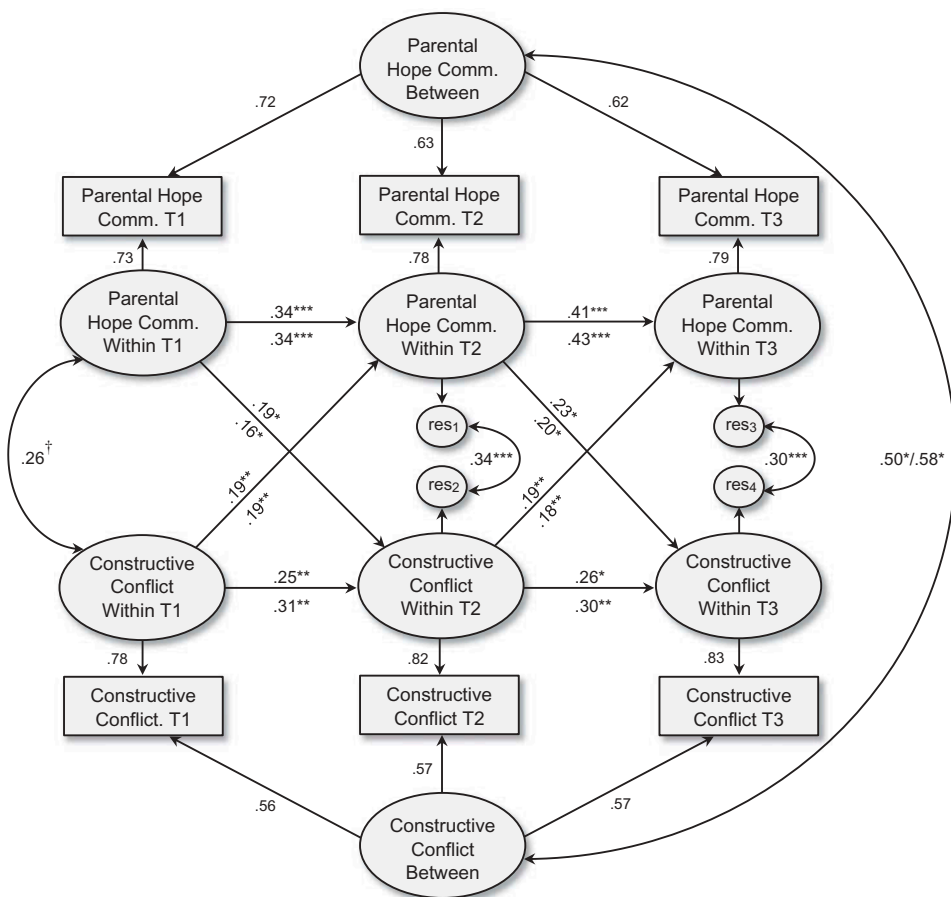 Parental
Hope Comm.
Between
.72
.62
.63
Parental Hope
Comm. T1
Parental Hope
Comm. T2
Parental Hope
Comm. T3
.73
.78
.79
Parental
Hope Comm.
Within T1
.34***
.34***
Parental
Hope Comm.
Within T2
.41***
.43***
Parental
Hope Comm.
Within T3
.19*
.16*
.23*
.20*
res1
res3
.26†
.34***
.30***
.50*/.58*
res2
res4
.19**
.19**
.19**
.18**
Constructive
Conflict
Within T1
.25**
.31**
Constructive
Conflict
Within T2
.26*
.30**
Constructive
Conflict
Within T3
.78
.82
.83
Constructive
Conflict. T1
Constructive
Conflict T2
Constructive
Conflict T3
.57
.56
.57
Constructive
Conflict
Between